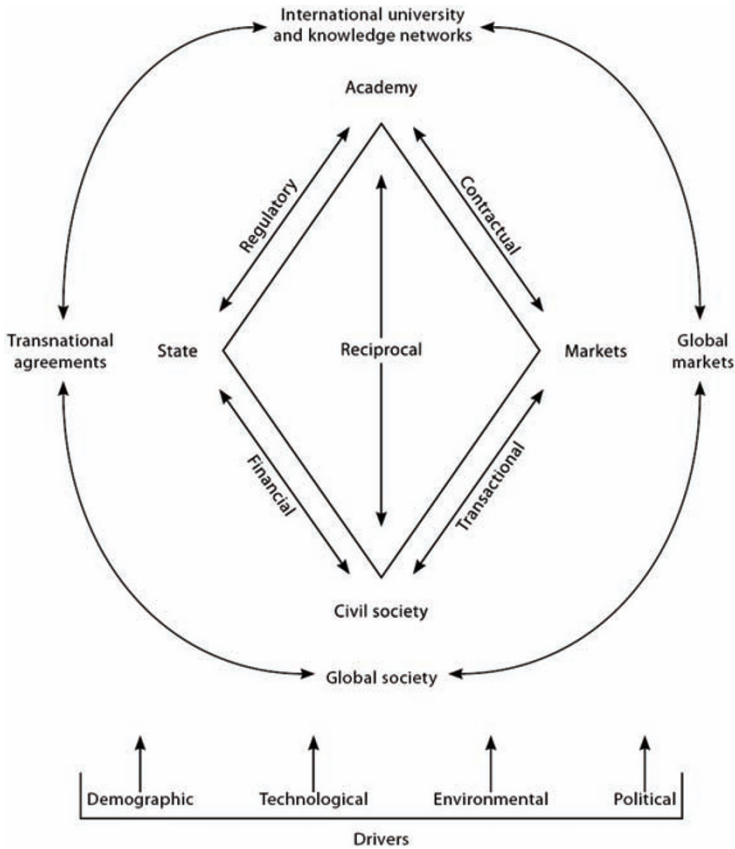 International university
and knowledge networks
Academy
Regulatory
Contractual
Transnational
agreements
State
Reciprocal
Markets
Global
markets
Financial
Transactional
Civil society
Global society
Demographic
Technological
Environmental
Political
Drivers